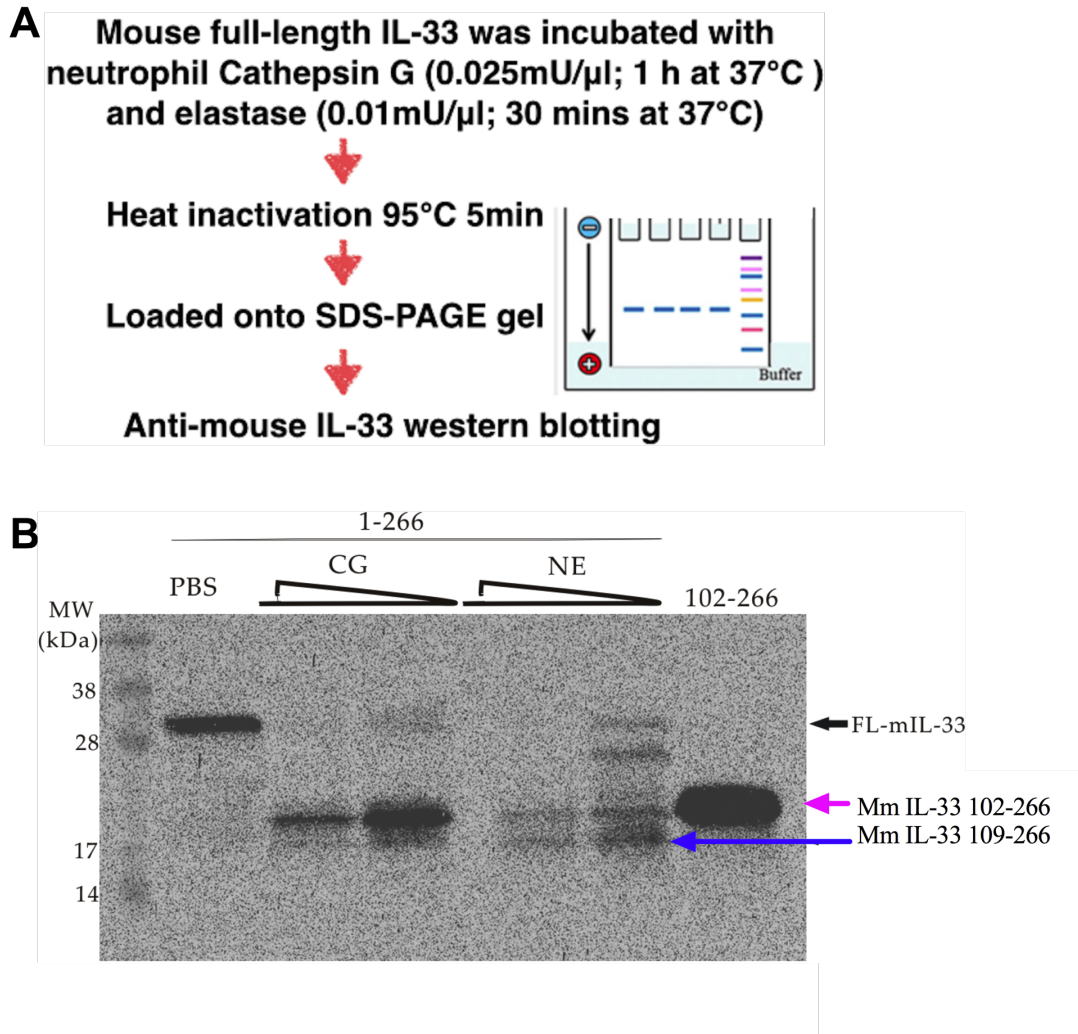 A
Mouse full-length IL-33 was incubated with
neutrophil Cathepsin G (0.025mU/µl; 1 h at 37°C )
and elastase (0.01mU/µl; 30 mins at 37°C)
Heat inactivation 95°C 5min
Loaded onto SDS-PAGE gel
Anti-mouse IL-33 western blotting
Buffer
B
1-266
PBS
CG
NE
102-266
MW
(kDa)
38
28
17
14
FL-mIL-33
Mm IL-33 102-266
Mm IL-33 109-266